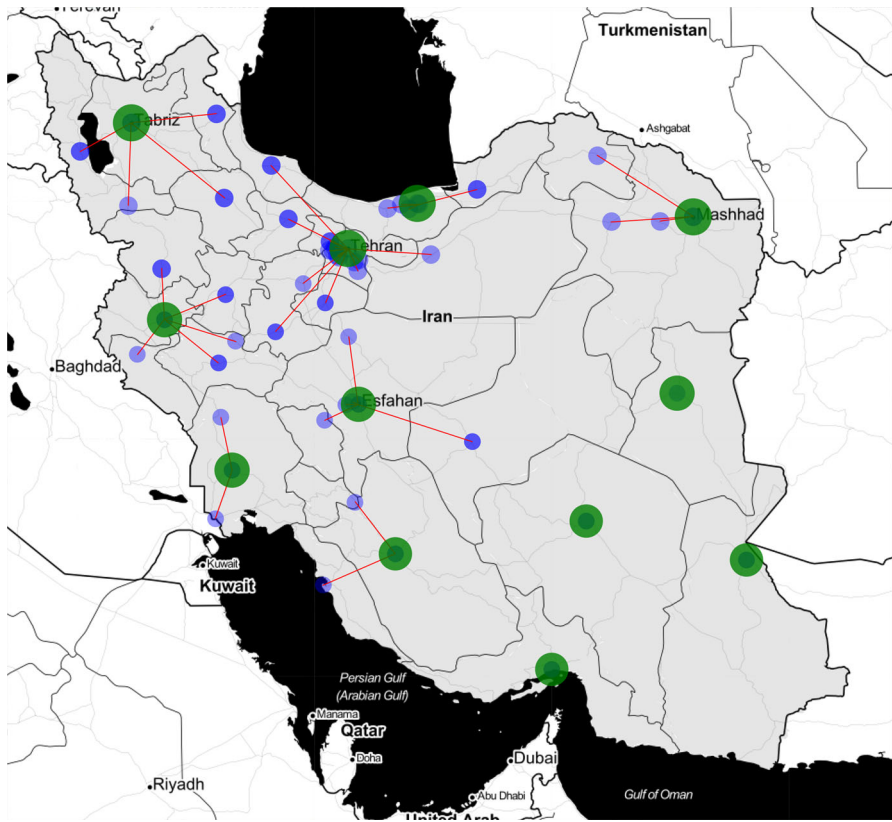 Yerevan
Turkmenistan
Ashgabat
Tabriz
Mashhad
Tehran
Iran
Baghdad
Esfahan
Kuwait
Kuwait
Persian Gulf
(Arabian Gulf)
Manama
Qatar
Doha
Dubai
Riyadh
Abu Dhabi
Gulf of Oman
United Arab